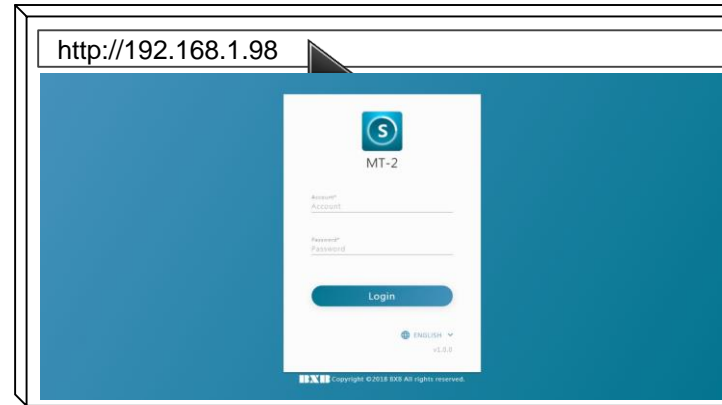 http://192.168.1.98
S
MT-2
Account*
Account
Password*
Password
Login
ENGLISH
v1.0.0
BXB Copyright ©2018 BXB All rights reserved.